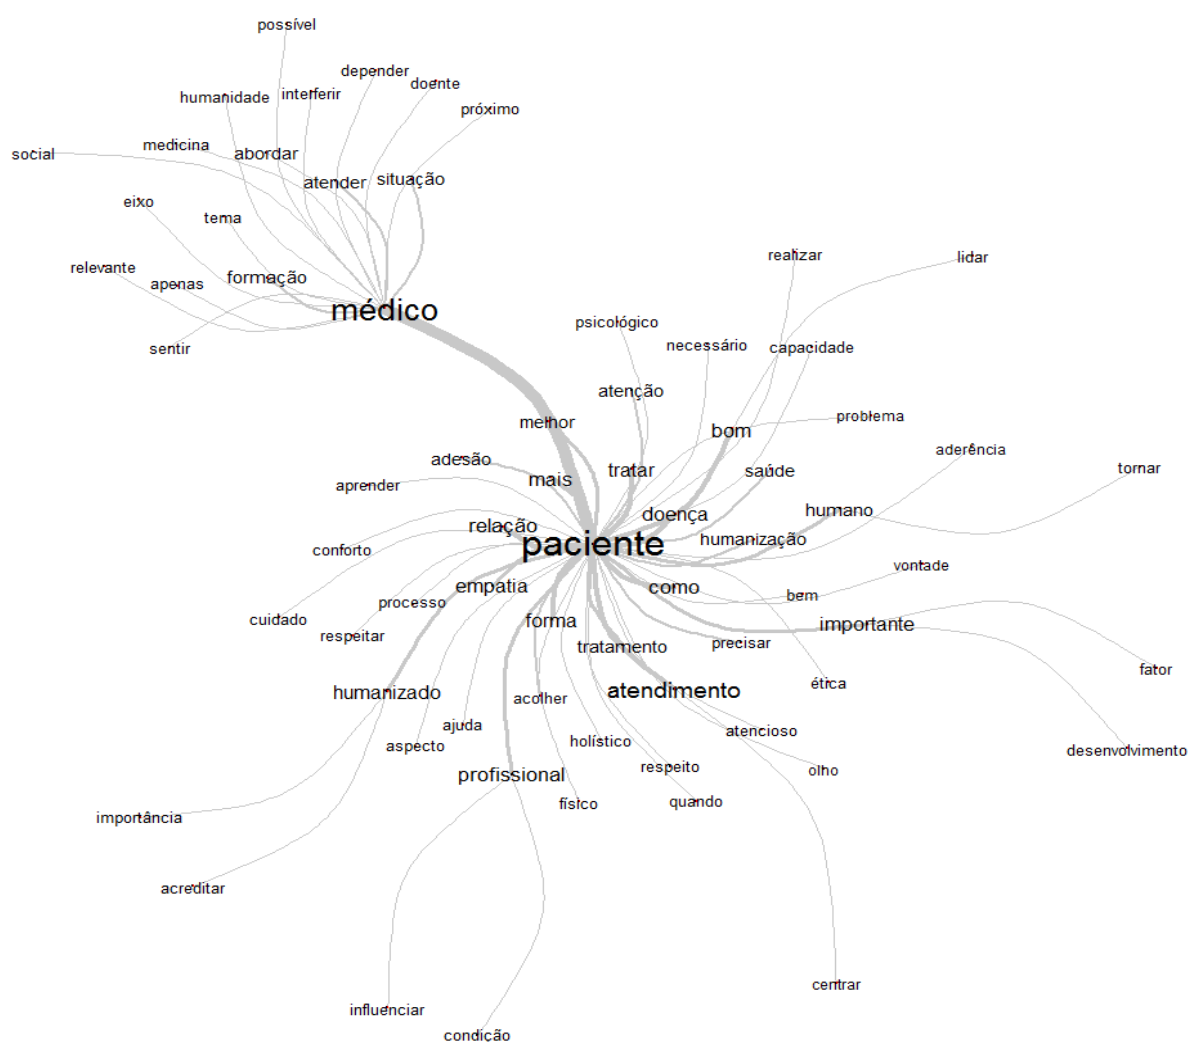 possível
depender
doente
humanidade
interferir
próximo
medicina
abordar
social
atender
situação
eixo
tema
relevante
apenas
formação
médico
sentir
realizar
lidar
psicológico
necessário
capacidade
atenção
melhor
bom
problema
adesão
mais
tratar
saúde
aderência
tornar
aprender
doença
humano
relação
humanização
conforto
paciente
vontade
empatia
como
bem
processo
cuidado
forma
importante
respeitar
tratamento
precisar
fator
humanizado
acolher
atendimento
ética
ajuda
atencioso
aspecto
holístico
desenvolvimento
profissional
respeito
olho
físico
quando
importância
acreditar
centrar
influenciar
condição